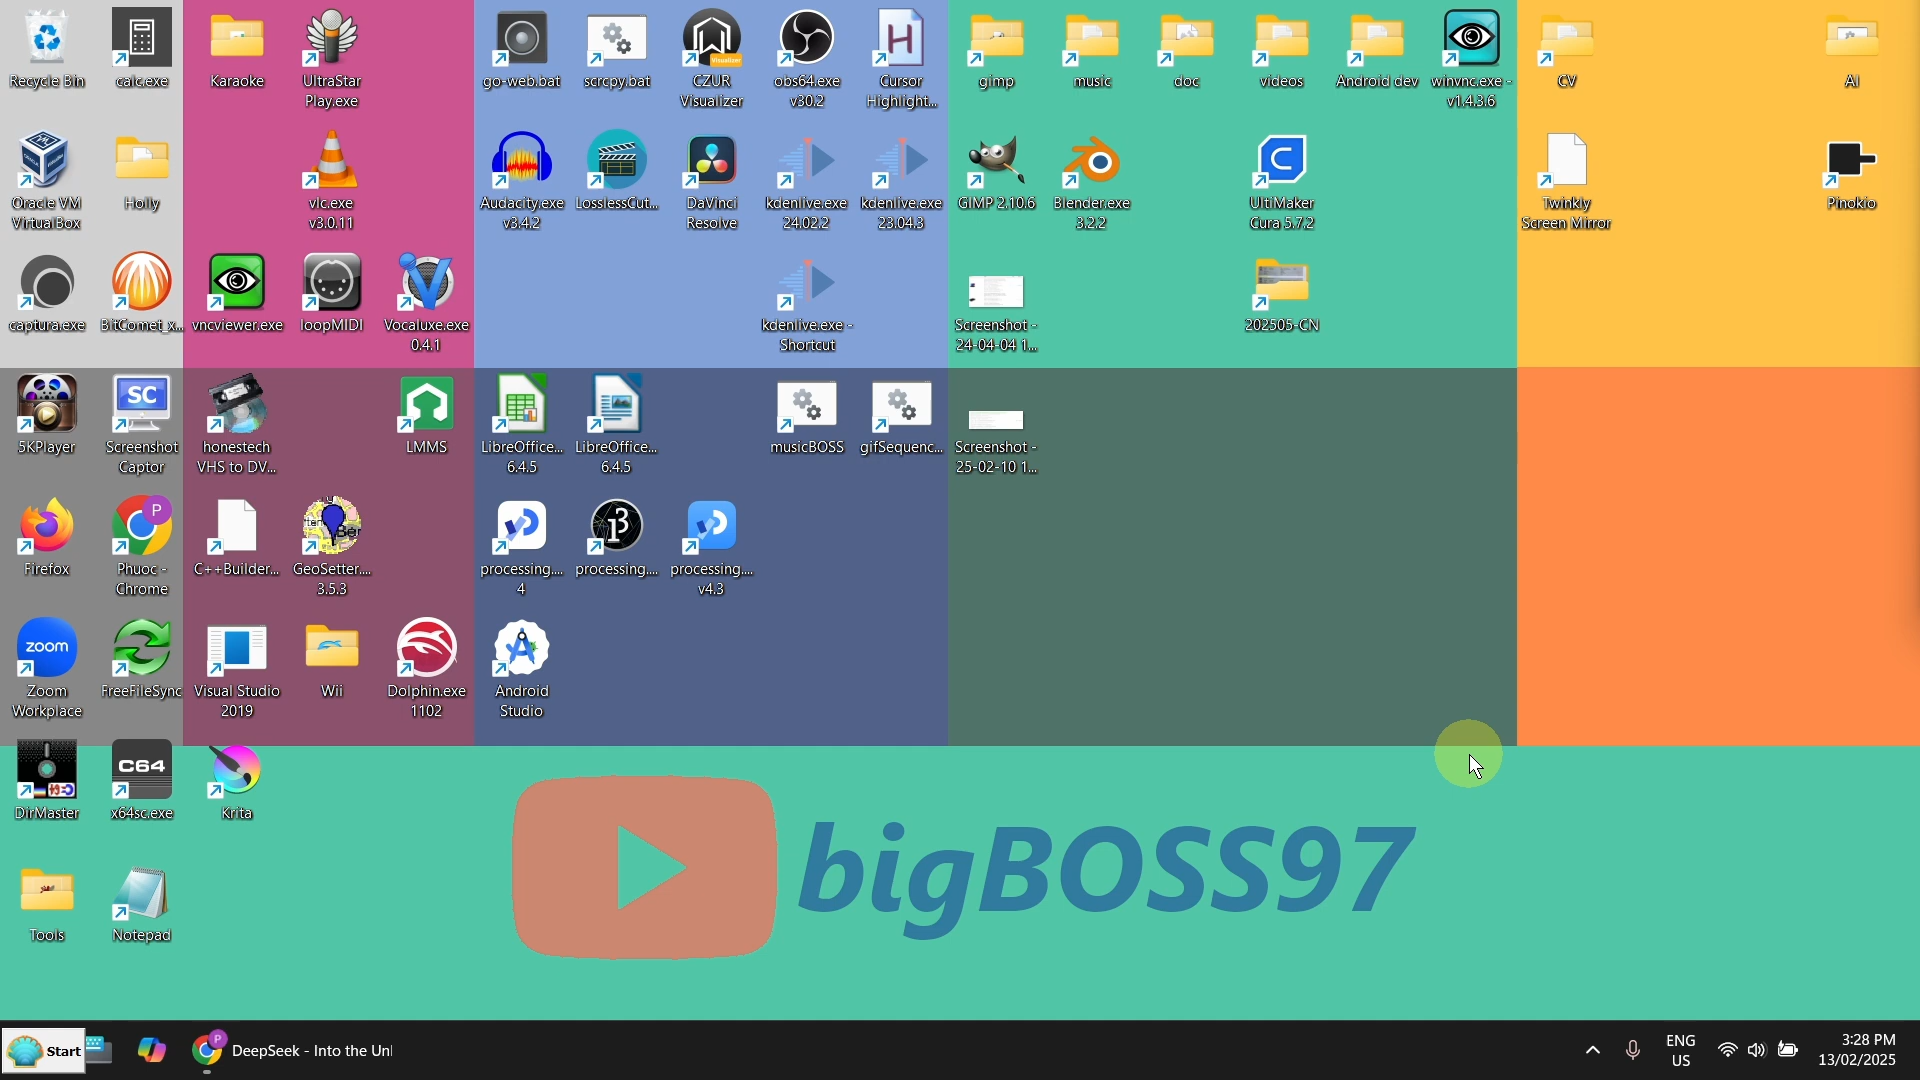 Recycle Bin
calc.exe
Karaoke
UltraStar
Play.exe
go-web.bat
scrcpy.bat
CZUR
Visualizer
obs64.exe
v30.2
Cursor
Highlight...
gimp
music
doc
videos
Android dev
winvnc.exe -
v1.4.3.6
CV
AI
Oracle VM
VirtualBox
Holly
vlc.exe
v3.0.11
Audacity.exe
v3.4.2
LosslessCut...
DaVinci
Resolve
kdenlive.exe
24.02.2
kdenlive.exe
23.04.3
GIMP 2.10.6
Blender.exe
3.2.2
UltiMaker
Cura 5.7.2
Twinkly
Screen Mirror
Pinokio
captura.exe
BitComet_x...
vncviewer.exe
loopMIDI
Vocaluxe.exe
0.4.1
kdenlive.exe -
Shortcut
Screenshot -
24-04-04 1...
202505-CN
5KPlayer
SC
Screenshot
Captor
honestech
VHS to DV...
LMMS
LibreOffice...
6.4.5
LibreOffice...
6.4.5
musicBOSS
gifSequenc...
Screenshot -
25-02-10 1...
Firefox
P
Phuoc -
Chrome
C++Builder...
GeoSetter....
3.5.3
processing....
4
processing....
processing....
v4.3
zoom
Zoom
Workplace
FreeFileSync
Visual Studio
2019
Wii
Dolphin.exe
1102
Android
Studio
DirMaster
C64
x64sc.exe
Krita
Tools
Notepad
bigBOSS97
Start
P
DeepSeek - Into the Un
ENG
US
3:28 PM
13/02/2025